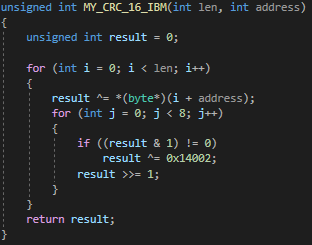 unsigned int MY_CRC_16_IBM(int len, int address)
{
    unsigned int result = 0;
    for (int i = 0; i < len; i++)
    {
        result ^= *(byte*)(i + address);
        for (int j = 0; j < 8; j++)
        {
            if ((result & 1) != 0)
                result ^= 0x14002;
            result >>= 1;
        }
    }
    return result;
}